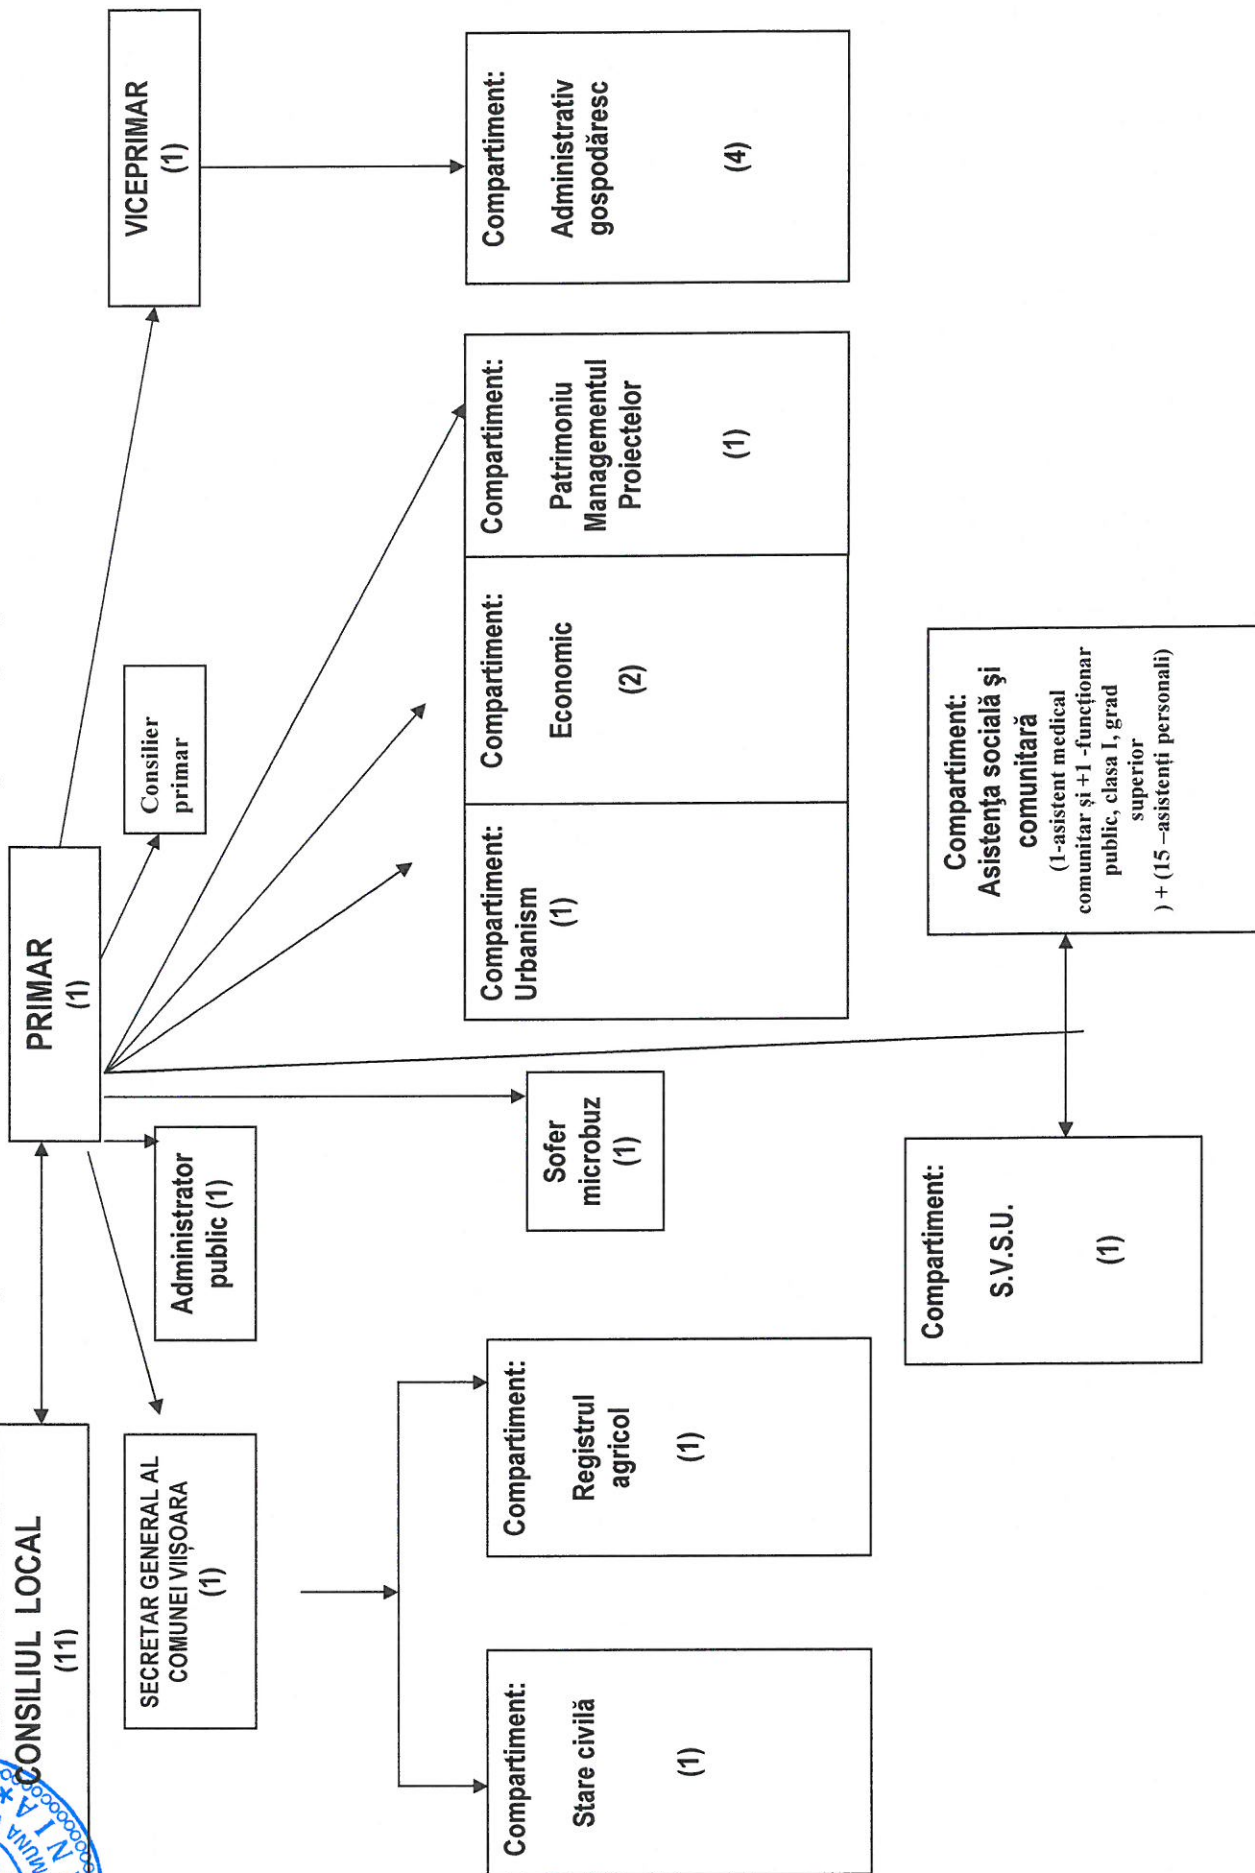 CONSILIUL LOCAL
(11)
PRIMAR
(1)
VICEPRIMAR
(1)
SECRETAR GENERAL AL
COMUNEI VIIȘOARA
(1)
Administrator
public (1)
Consilier
primar
Compartiment:
Stare civilă
(1)
Compartiment:
Registrul
agricol
(1)
Sofer
microbuz
(1)
Compartiment:
Urbanism
(1)
Compartiment:
Economic
(2)
Compartiment:
Patrimoniu
Managementul
Proiectelor
(1)
Compartiment:
Administrativ
gospodăresc
(4)
Compartiment:
S.V.S.U.
(1)
Compartiment:
Asistența socială și
comunitară
(1-asistent medical
comunitar și +1 -funcționar
public, clasa I, grad
superior
) + (15 –asistenți personali)
MUNA
NIA *